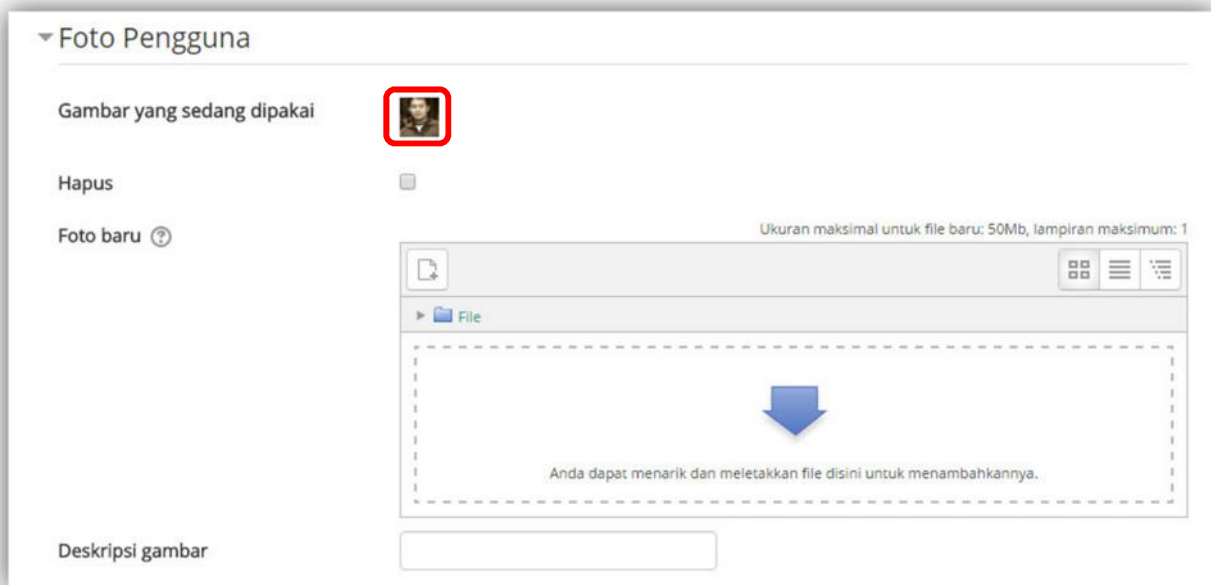 Foto Pengguna
Gambar yang sedang dipakai
Hapus
Foto baru
Ukuran maksimal untuk file baru: 50Mb, lampiran maksimum: 1
File
Anda dapat menarik dan meletakkan file disini untuk menambahkannya.
Deskripsi gambar